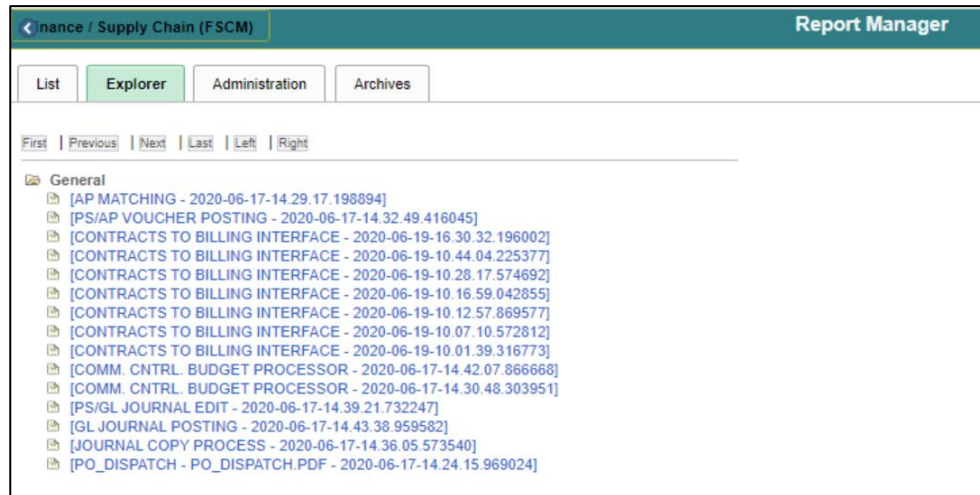 inance / Supply Chain (FSCM)
Report Manager
List Explorer Administration Archives
First | Previous | Next | Last | Left | Right
General
[AP MATCHING - 2020-06-17-14.29.17.198894]
[PS/AP VOUCHER POSTING - 2020-06-17-14.32.49.416045]
[CONTRACTS TO BILLING INTERFACE - 2020-06-19-16.30.32.196002]
[CONTRACTS TO BILLING INTERFACE - 2020-06-19-10.44.04.225377]
[CONTRACTS TO BILLING INTERFACE - 2020-06-19-10.28.17.574692]
[CONTRACTS TO BILLING INTERFACE - 2020-06-19-10.16.59.042855]
[CONTRACTS TO BILLING INTERFACE - 2020-06-19-10.12.57.869577]
[CONTRACTS TO BILLING INTERFACE - 2020-06-19-10.07.10.572812]
[CONTRACTS TO BILLING INTERFACE - 2020-06-19-10.01.39.316773]
[COMM. CNTRL. BUDGET PROCESSOR - 2020-06-17-14.42.07.866668]
[COMM. CNTRL. BUDGET PROCESSOR - 2020-06-17-14.30.48.303951]
[PS/GL JOURNAL EDIT - 2020-06-17-14.39.21.732247]
[GL JOURNAL POSTING - 2020-06-17-14.43.38.959582]
[JOURNAL COPY PROCESS - 2020-06-17-14.36.05.573540]
[PO_DISPATCH - PO_DISPATCH.PDF - 2020-06-17-14.24.15.969024]